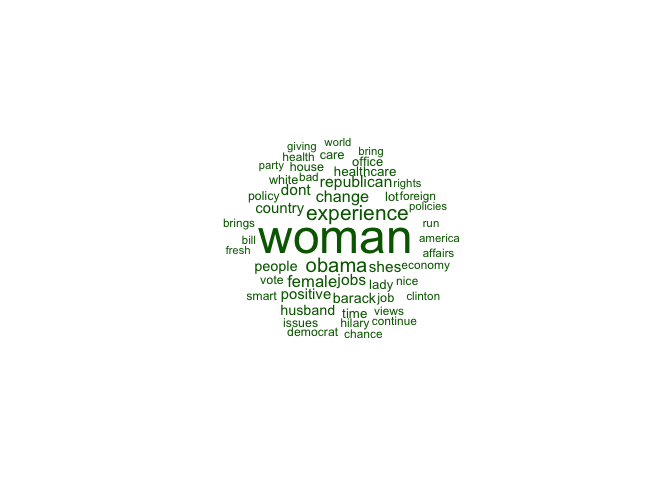 giving world
health care bring
party house office
white bad healthcare
dont republican rights
policy change lot foreign
country experience policies
brings run
bill woman america
fresh affairs
people obama shes economy
vote female jobs lady nice
smart positive barack job clinton
husband time views
issues hilary continue
democrat chance